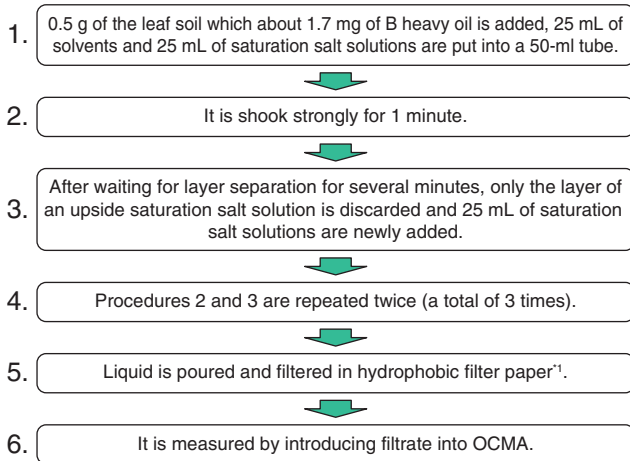 1. 0.5 g of the leaf soil which about 1.7 mg of B heavy oil is added, 25 mL of
solvents and 25 mL of saturation salt solutions are put into a 50-ml tube.
2. It is shook strongly for 1 minute.
3. After waiting for layer separation for several minutes, only the layer of
an upside saturation salt solution is discarded and 25 mL of saturation
salt solutions are newly added.
4. Procedures 2 and 3 are repeated twice (a total of 3 times).
5. Liquid is poured and filtered in hydrophobic filter paper*1.
6. It is measured by introducing filtrate into OCMA.